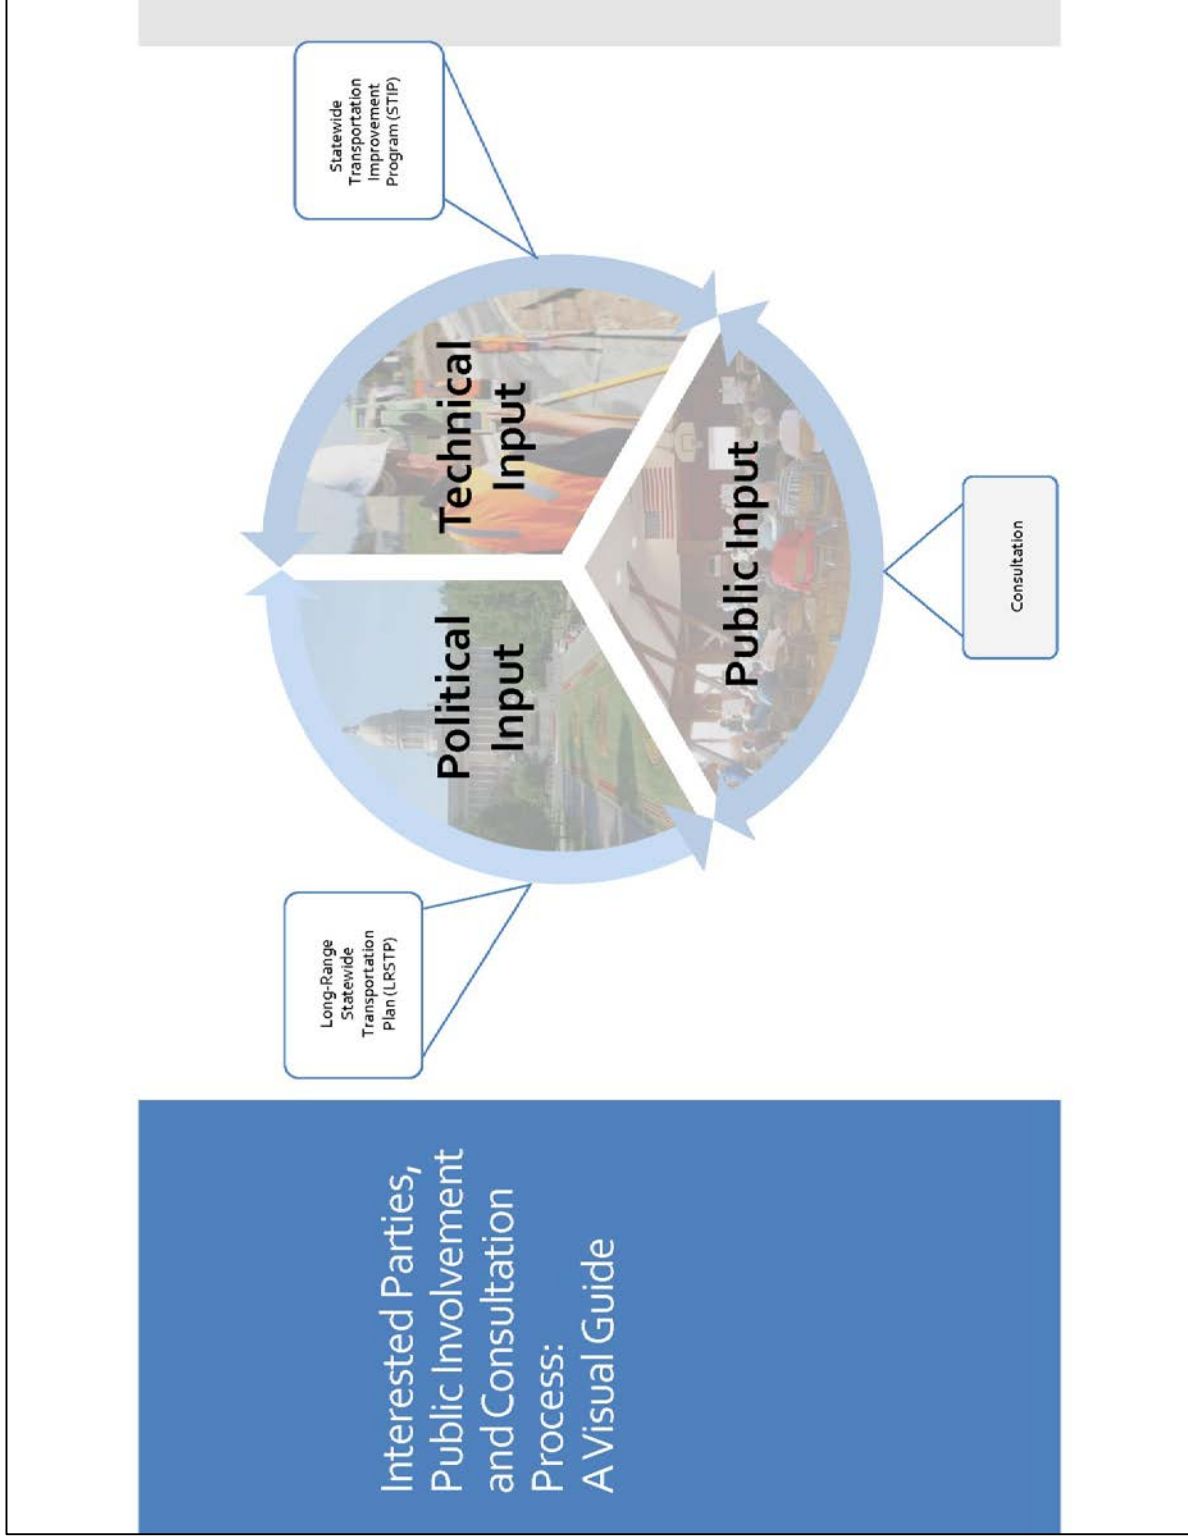 Interested Parties,
Public Involvement
and Consultation
Process:
A Visual Guide
Long-Range
Statewide
Transportation
Plan (LRSTP)
Political
Input
Technical
Input
Public Input
Statewide
Transportation
Improvement
Program (STIP)
Consultation